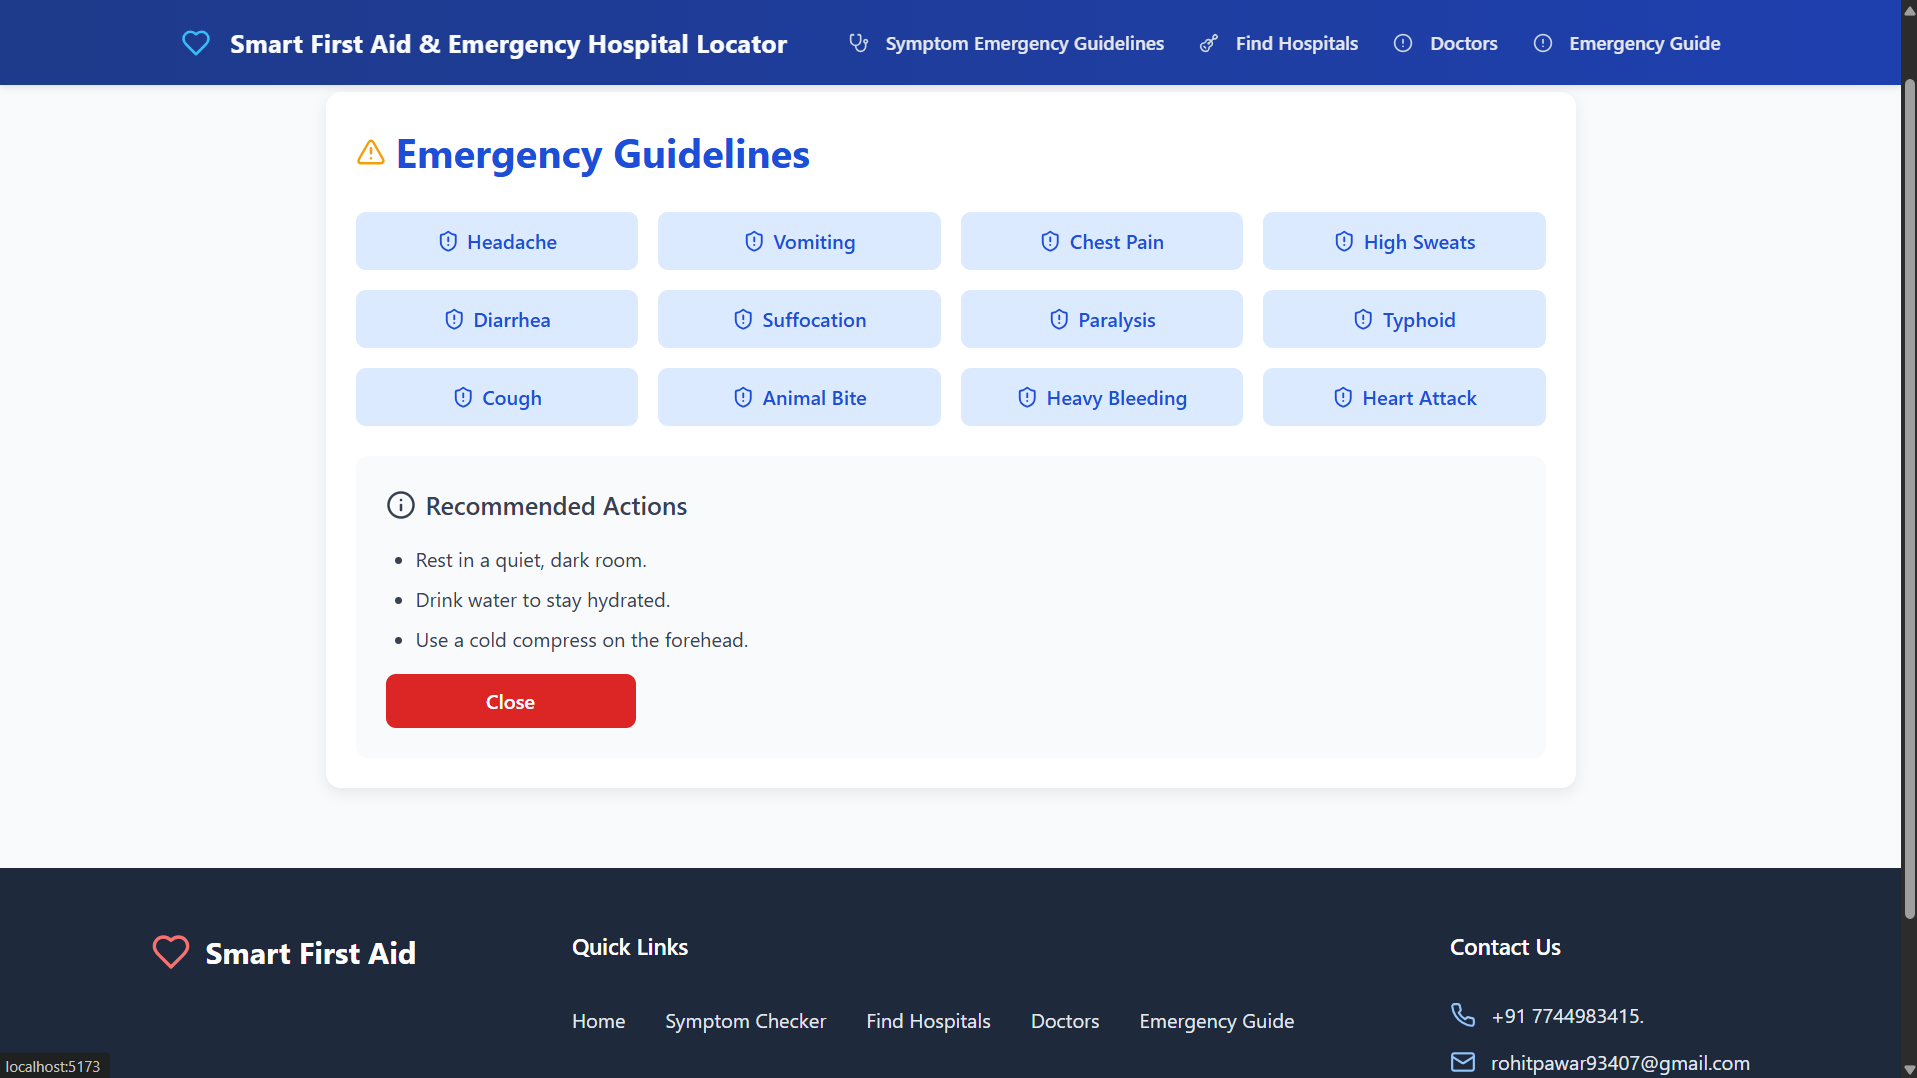 Smart First Aid & Emergency Hospital Locator
Symptom Emergency Guidelines
Find Hospitals
Doctors
Emergency Guide
Emergency Guidelines
Headache
Vomiting
Chest Pain
High Sweats
Diarrhea
Suffocation
Paralysis
Typhoid
Cough
Animal Bite
Heavy Bleeding
Heart Attack
Recommended Actions
• Rest in a quiet, dark room.
• Drink water to stay hydrated.
• Use a cold compress on the forehead.
Close
Smart First Aid
Quick Links
Home
Symptom Checker
Find Hospitals
Doctors
Emergency Guide
Contact Us
+91 7744983415.
rohitpawar93407@gmail.com
localhost:5173